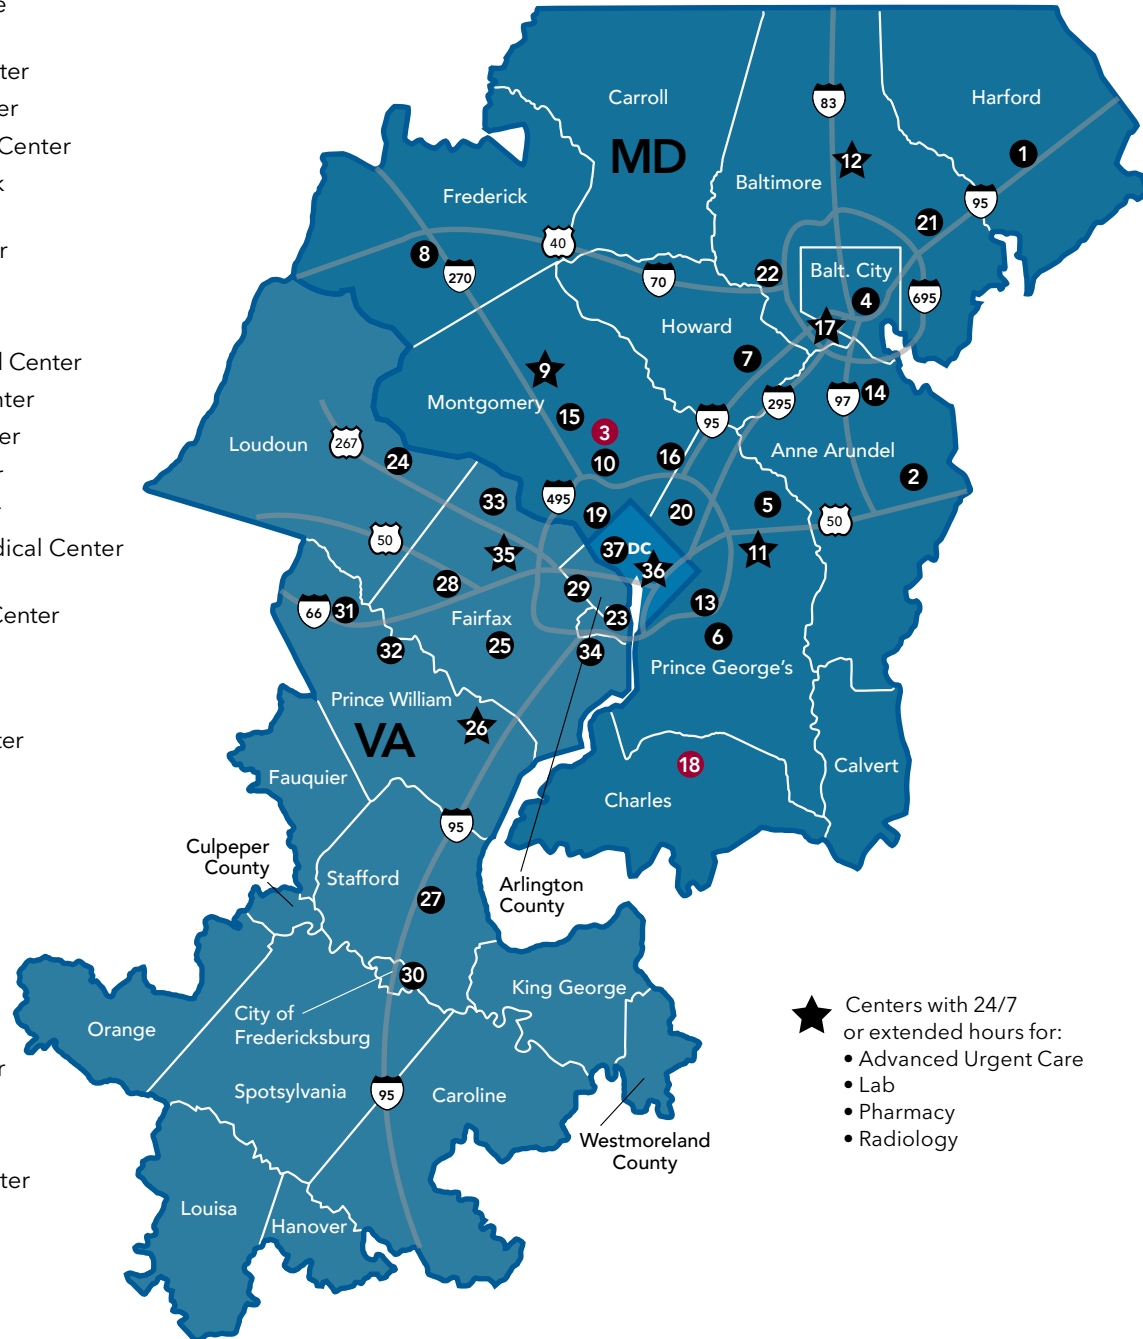 e
ter
er
Center
k
r
l Center
nter
er
r
dical Center
Center
ter
r
ter
Carroll
83
Harford
MD
12
1
Baltimore
Frederick
95
21
40
8
270
70
22
Balt. City
4
695
Howard
17
7
9
295
97
14
Montgomery
15
3
95
Loudoun
267
24
10
16
Anne Arundel
2
33
495
19
20
5
50
50
35
37
DC
36
11
28
29
13
66
31
Fairfax
23
6
32
25
34
Prince George's
Prince William
26
VA
Fauquier
18
Calvert
Charles
95
Culpeper
County
Stafford
27
Arlington
County
30
King George
City of
Fredericksburg
Orange
Spotsylvania
95
Caroline
Westmoreland
County
Louisa
Hanover
Centers with 24/7
or extended hours for:
• Advanced Urgent Care
• Lab
• Pharmacy
• Radiology